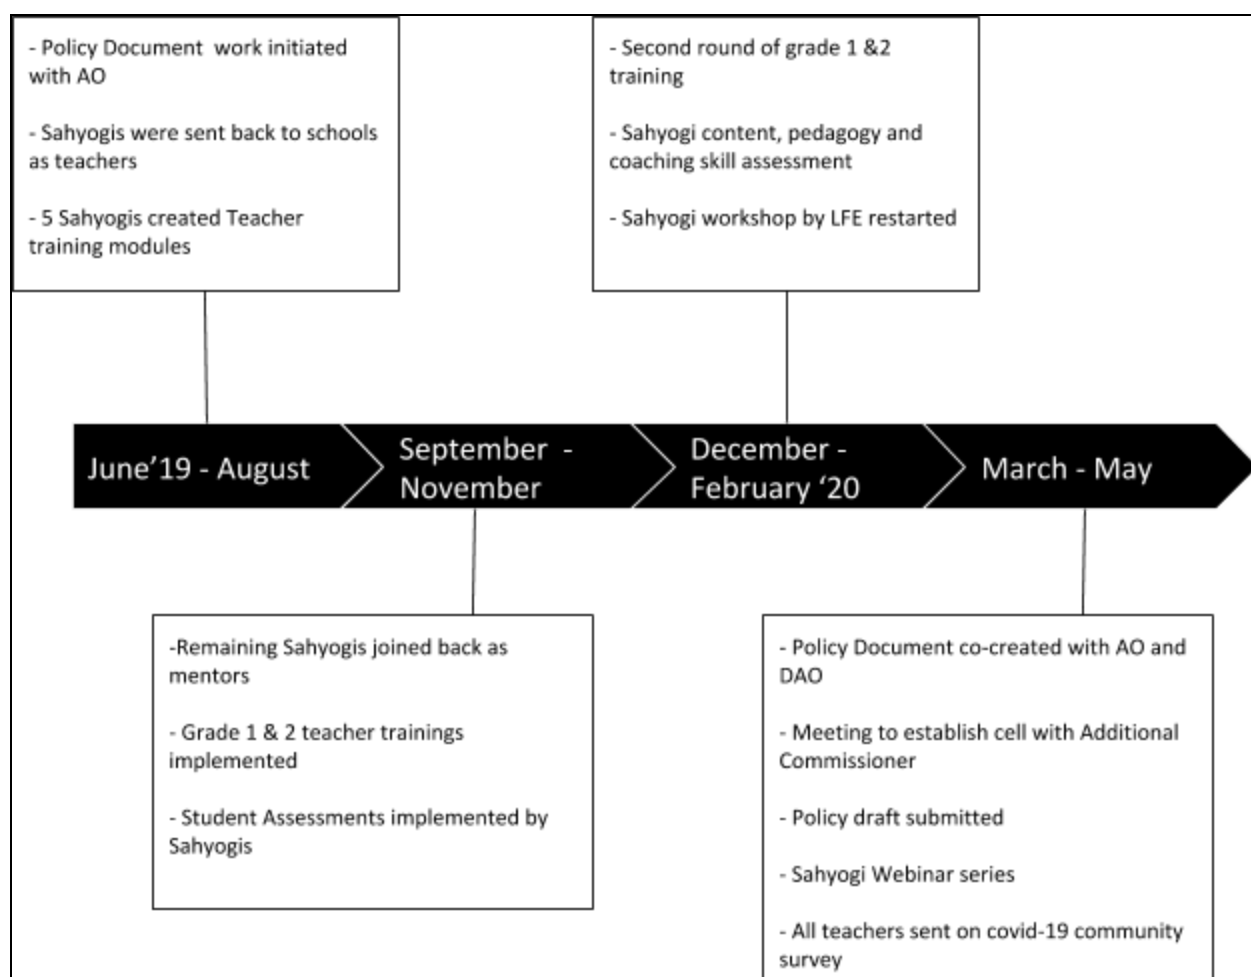 - Policy Document  work initiated
with AO
- Sahyogis were sent back to schools
as teachers
- 5 Sahyogis created Teacher
training modules
- Second round of grade 1 &2
training
- Sahyogi content, pedagogy and
coaching skill assessment
- Sahyogi workshop by LFE restarted
June’19 - August
September  -
November
December -
February ‘20
March - May
-Remaining Sahyogis joined back as
mentors
- Grade 1 & 2 teacher trainings
implemented
- Student Assessments implemented by
Sahyogis
- Policy Document co-created with AO and
DAO
- Meeting to establish cell with Additional
Commissioner
- Policy draft submitted
- Sahyogi Webinar series
- All teachers sent on covid-19 community
survey